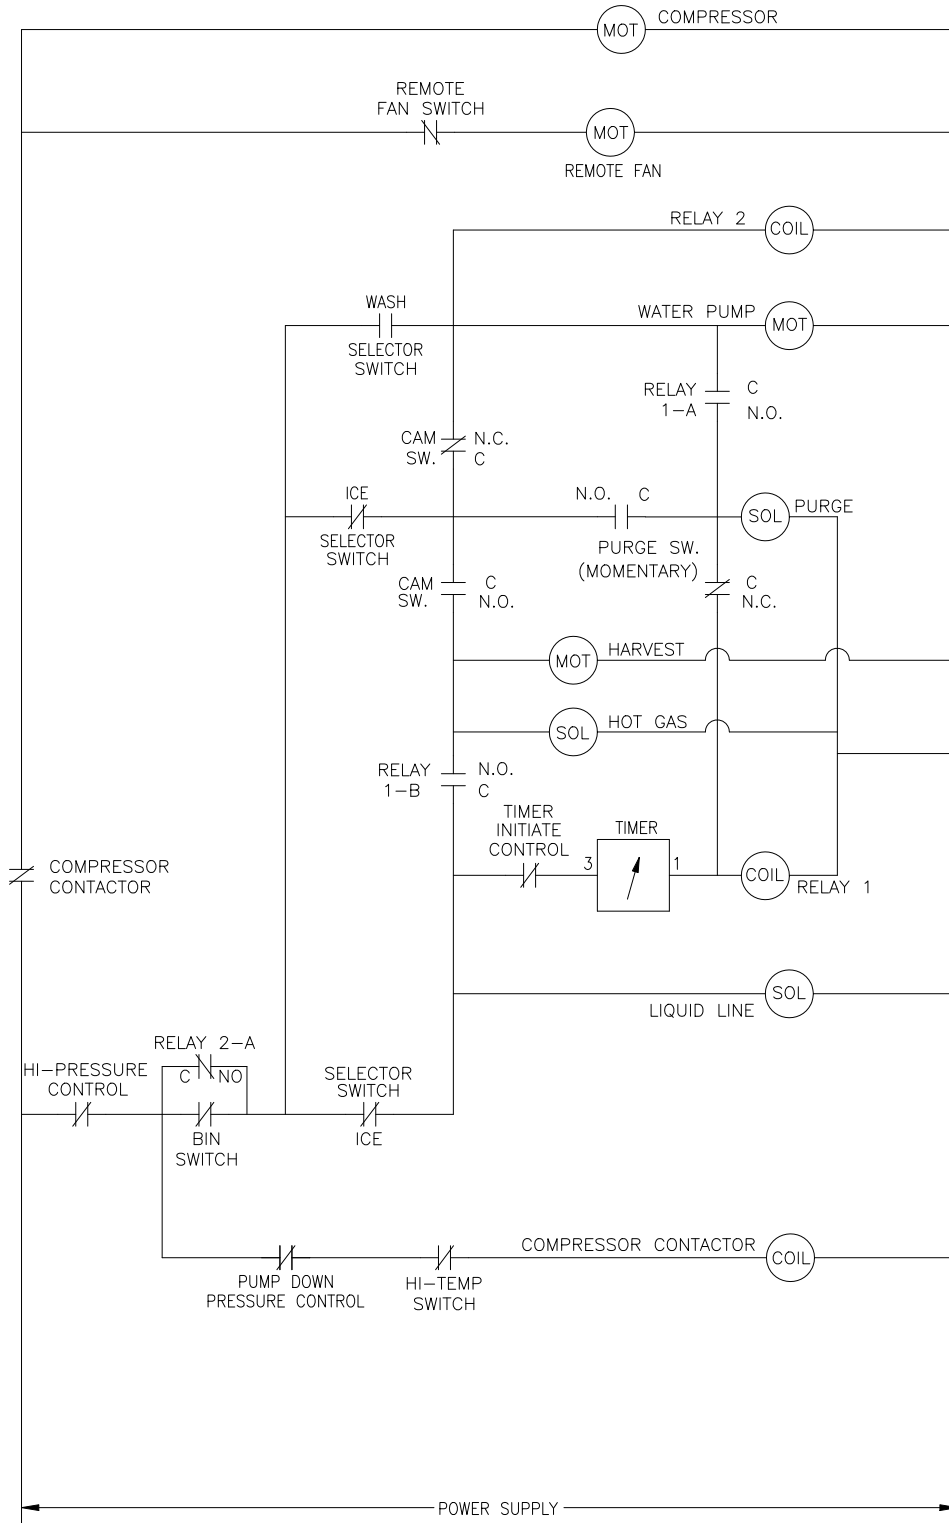 MOT
COMPRESSOR
REMOTE
FAN SWITCH
MOT
REMOTE FAN
RELAY 2
COIL
WASH
SELECTOR
SWITCH
WATER PUMP
MOT
RELAY
1-A
C
N.O.
CAM
SW.
N.C.
C
ICE
SELECTOR
SWITCH
N.O.
C
PURGE SW.
(MOMENTARY)
SOL
PURGE
CAM
SW.
C
N.O.
C
N.C.
MOT
HARVEST
SOL
HOT GAS
RELAY
1-B
N.O.
C
TIMER
INITIATE
CONTROL
TIMER
3
1
COIL
RELAY 1
COMPRESSOR
CONTACTOR
SOL
LIQUID LINE
RELAY 2-A
C
NO
HI-PRESSURE
CONTROL
BIN
SWITCH
SELECTOR
SWITCH
ICE
COMPRESSOR CONTACTOR
COIL
PUMP DOWN
PRESSURE CONTROL
HI-TEMP
SWITCH
POWER SUPPLY